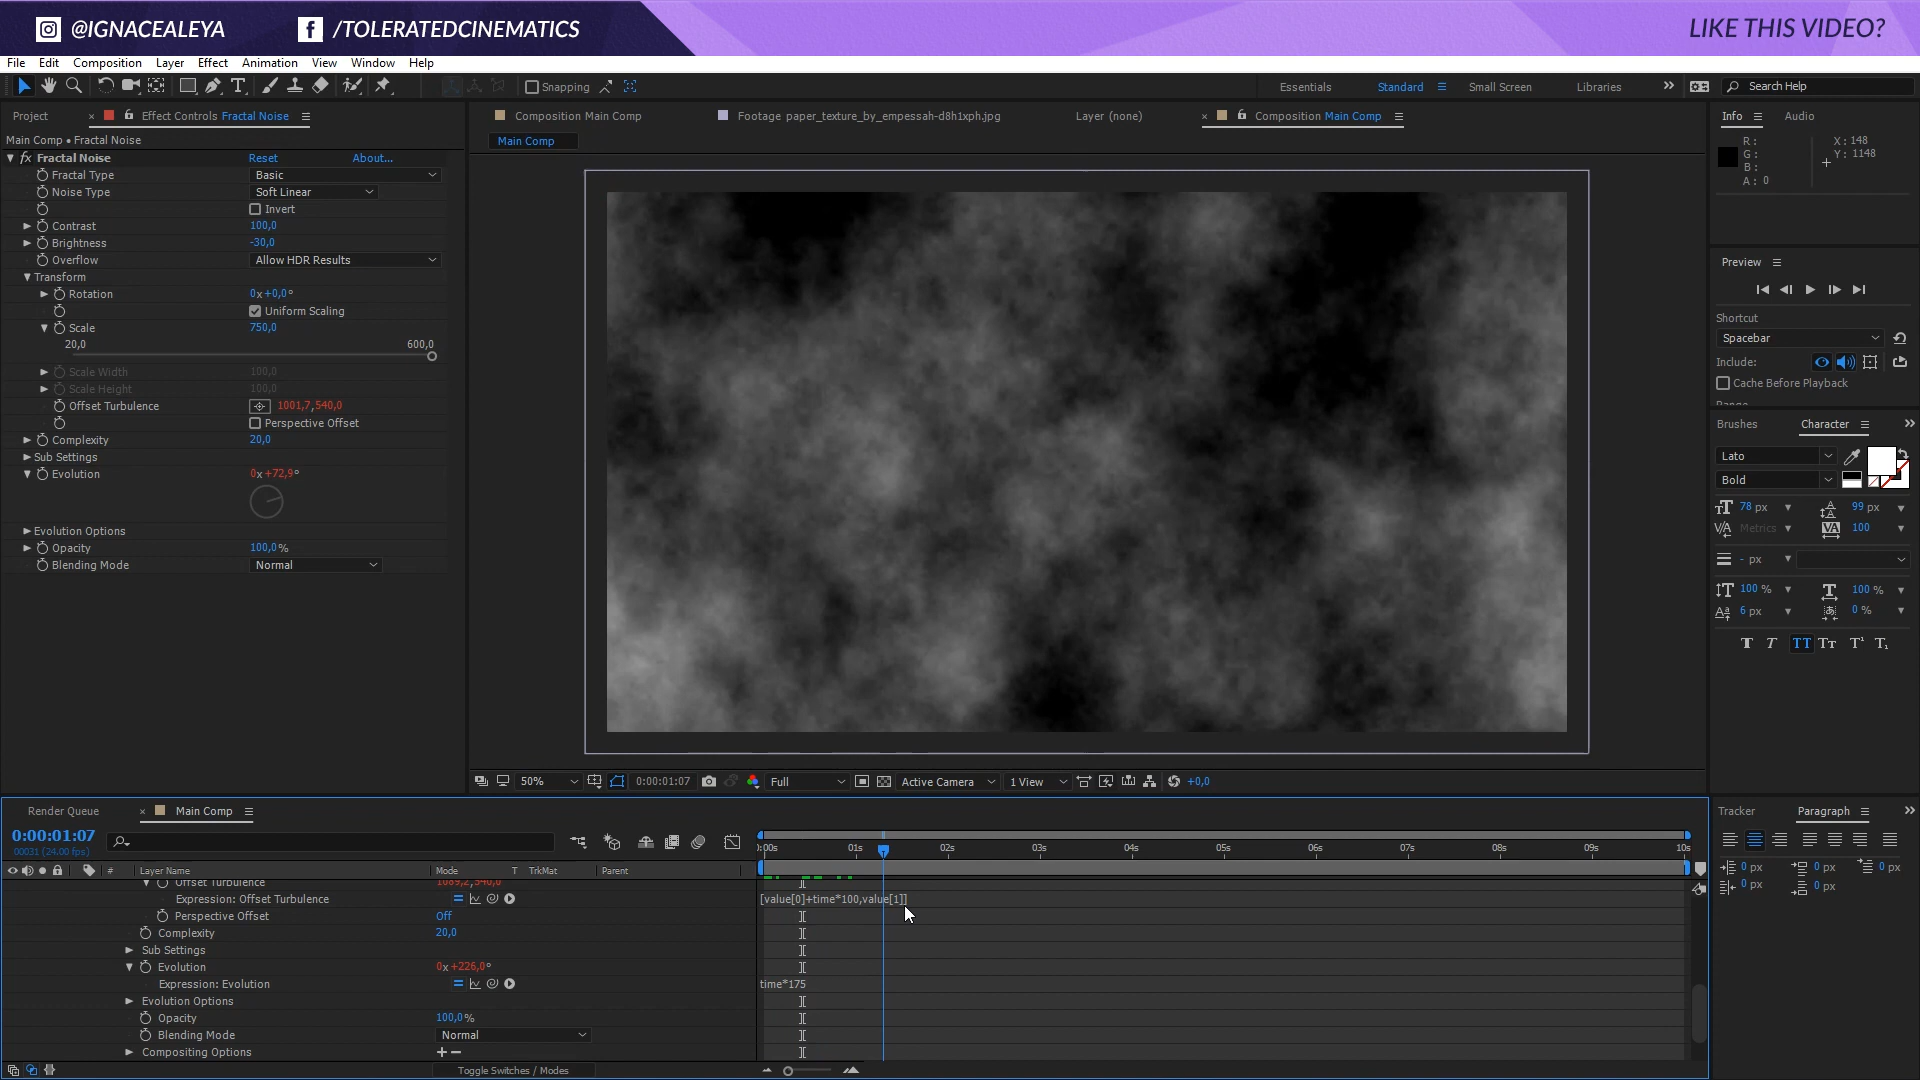 @IGNACEALEYA
/TOLERATEDCINEMATICS
LIKE THIS VIDEO?
File Edit Composition Layer Effect Animation View Window Help
Snapping
Essentials Standard Small Screen Libraries
Search Help
Project Effect Controls Fractal Noise
Composition Main Comp
Footage paper_texture_by_empessah-d8h1xph.jpg
Layer (none)
Composition Main Comp
Info Audio
Main Comp • Fractal Noise
Main Comp
fx Fractal Noise Reset About...
Fractal Type Basic
Noise Type Soft Linear
Invert
Contrast 100,0
Brightness -30,0
Overflow Allow HDR Results
Transform
Rotation 0x+0,0°
Uniform Scaling
Scale 750,0
20,0 600,0
Scale Width 100,0
Scale Height 100,0
Offset Turbulence 1001,7,540,0
Perspective Offset
Complexity 20,0
Sub Settings
Evolution 0x+72,9°
Evolution Options
Opacity 100,0%
Blending Mode Normal
R:
G:
B:
A: 0
X: 148
Y: 1148
Preview
Shortcut
Spacebar
Include:
Cache Before Playback
Brushes Character
Lato
Bold
78 px 99 px
Metrics 100
- px
100 % 100 %
6 px 0 %
50% 0:00:01:07 Full Active Camera 1 View +0,0
Render Queue Main Comp
Tracker Paragraph
0:00:01:07
00031 (24.00 fps)
0 px 0 px 0 px
0 px 0 px
:00s 01s 02s 03s 04s 05s 06s 07s 08s 09s 10s
# Layer Name Mode T TrkMat Parent
Offset Turbulence 1089,2,540,0
Expression: Offset Turbulence [value[0]+time*100,value[1]]
Perspective Offset Off
Complexity 20,0
Sub Settings
Evolution 0x+226,0°
Expression: Evolution time*175
Evolution Options
Opacity 100,0%
Blending Mode Normal
Compositing Options
Toggle Switches / Modes